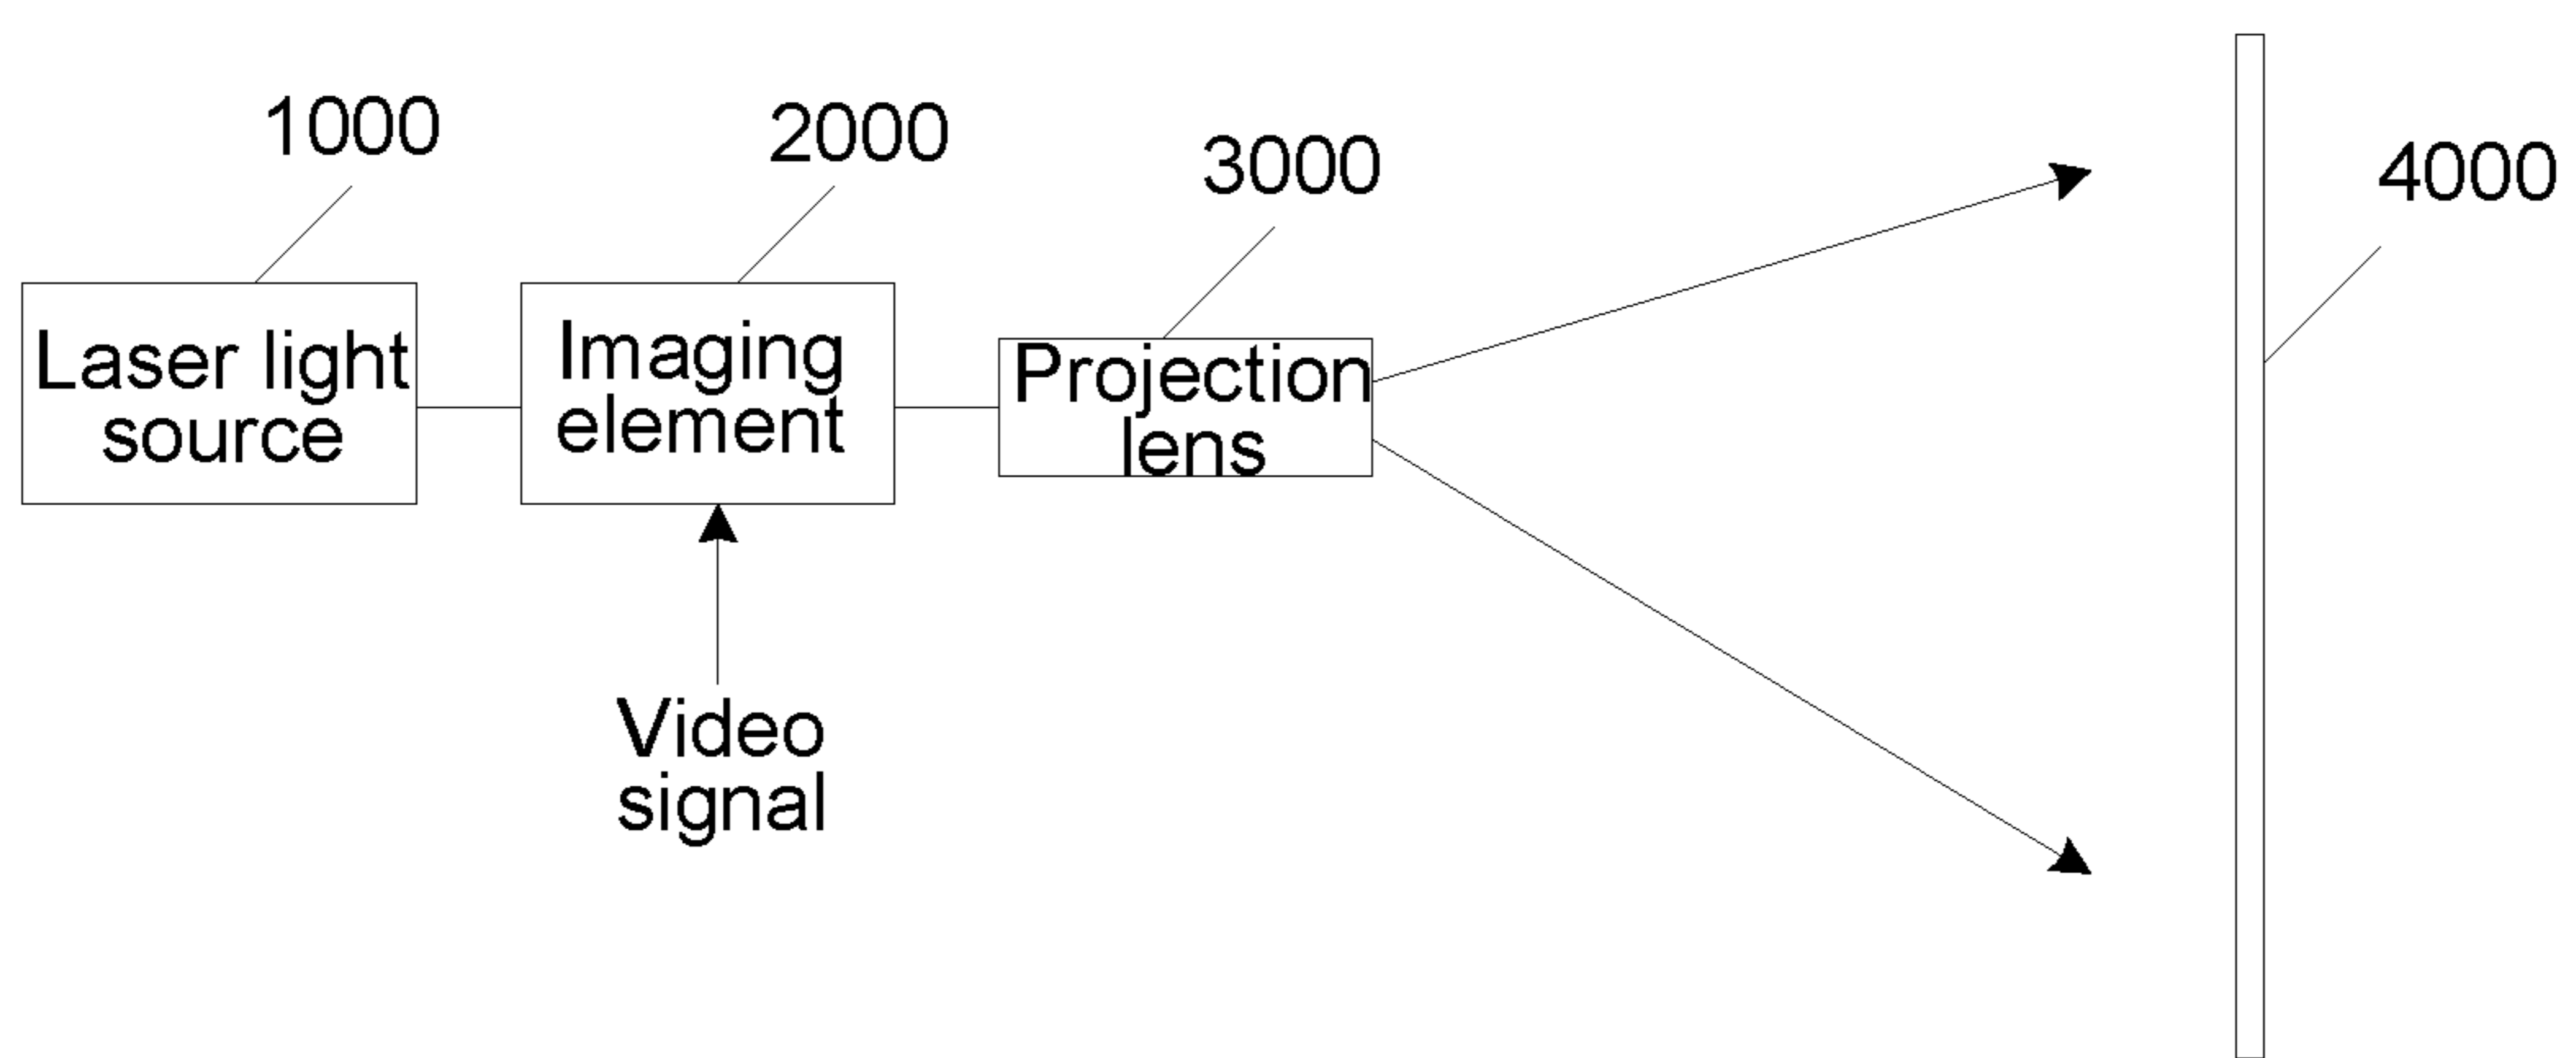 1000
2000
3000
4000
Laser light
source
Imaging
element
Projection
lens
Video
signal